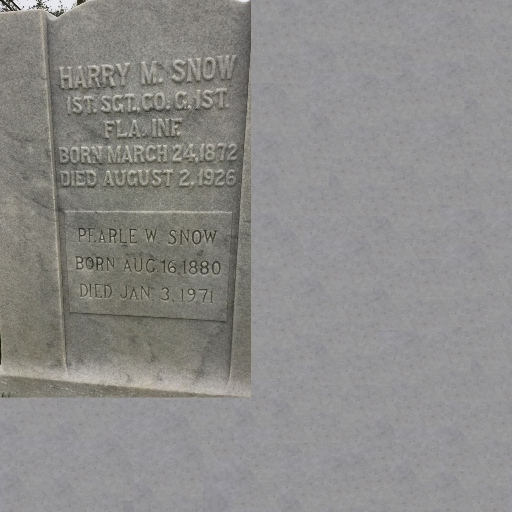 HARRY M. SNOW
1ST. SGT. CO. G. 1ST.
FLA. INF.
BORN MARCH 24, 1872
DIED AUGUST 2, 1926
PEARLE W. SNOW
BORN AUG 16, 1880
DIED JAN 3, 1971